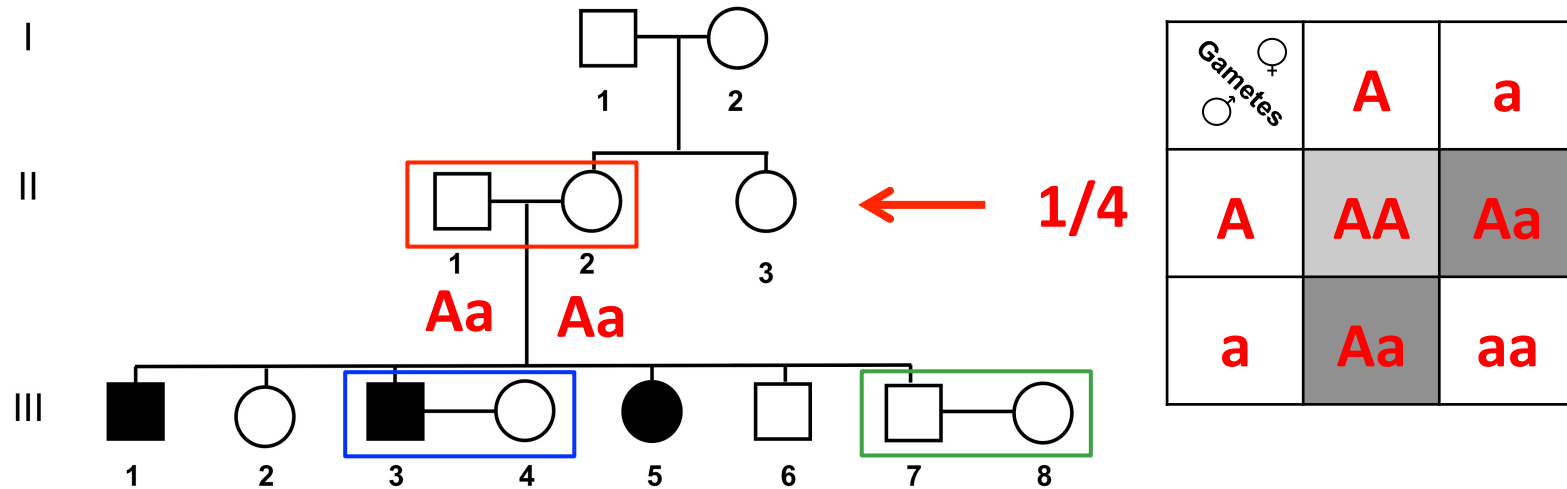 I
1 2
II
1 2 3
1/4
Aa Aa
III
1 2 3 4 5 6 7 8
Gametes ♀ ♂ A a
A AA Aa
a Aa aa